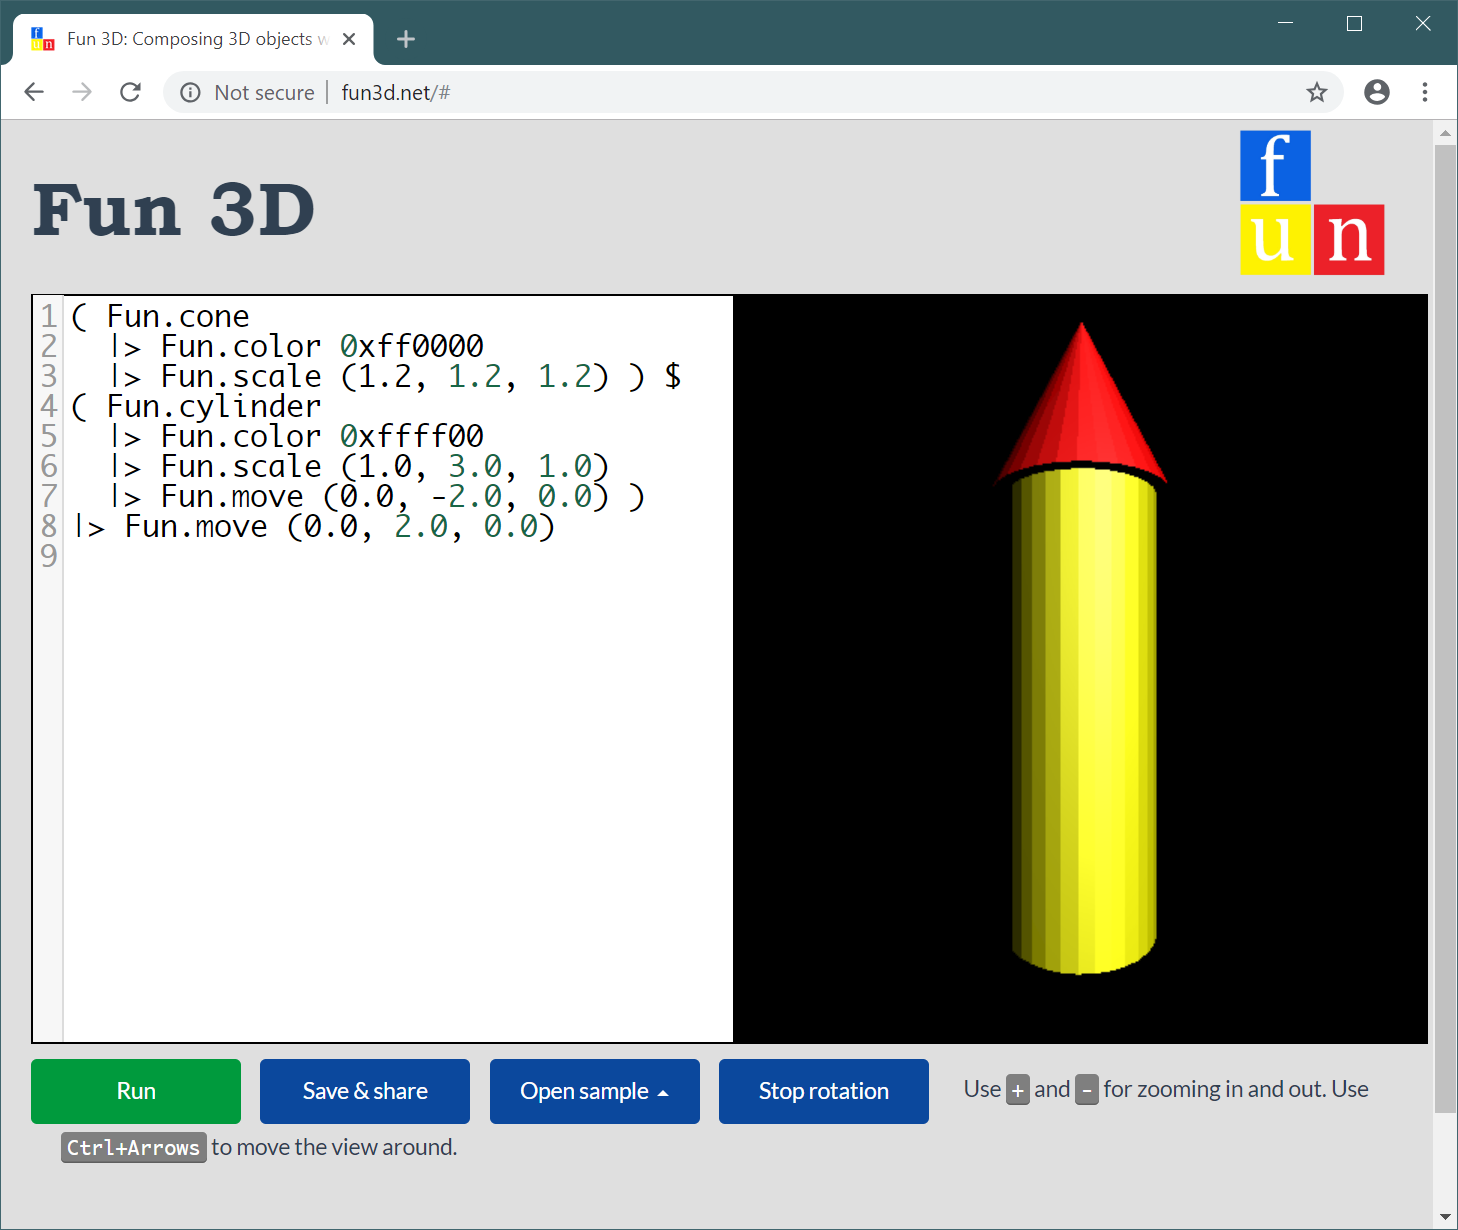 Fun 3D: Composing 3D objects w
Not secure fun3d.net/#
Fun 3D
f
un
1 ( Fun.cone
2   |> Fun.color 0xff0000
3   |> Fun.scale (1.2, 1.2, 1.2) ) $
4 ( Fun.cylinder
5   |> Fun.color 0xffff00
6   |> Fun.scale (1.0, 3.0, 1.0)
7   |> Fun.move (0.0, -2.0, 0.0) )
8 |> Fun.move (0.0, 2.0, 0.0)
9
Run Save & share Open sample Stop rotation Use + and - for zooming in and out. Use
Ctrl+Arrows to move the view around.